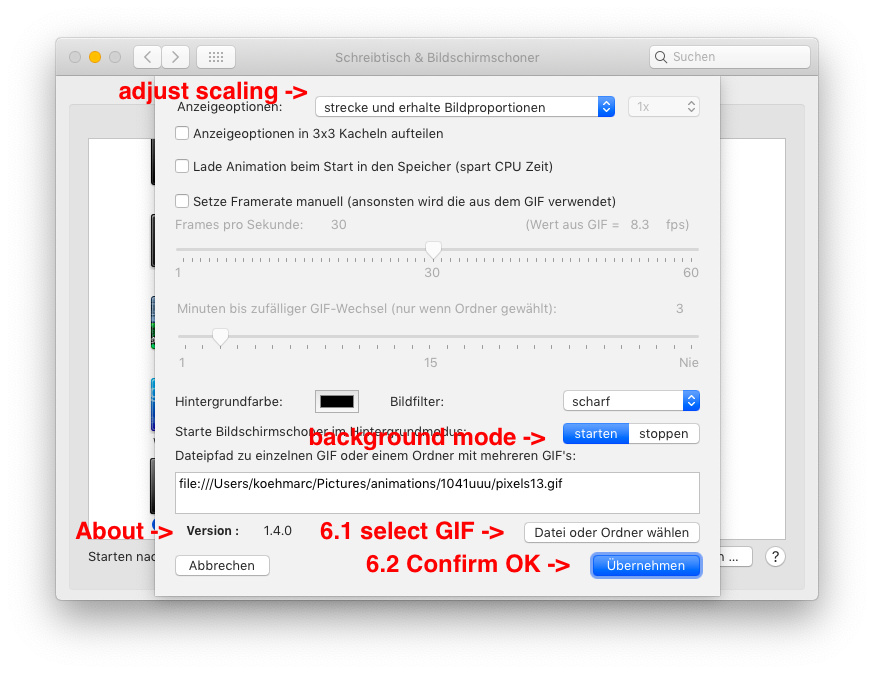 Schreibtisch & Bildschirmschoner
Suchen
adjust scaling ->
Anzeigeoptionen: strecke und erhalte Bildproportionen 1x
Anzeigeoptionen in 3x3 Kacheln aufteilen
Lade Animation beim Start in den Speicher (spart CPU Zeit)
Setze Framerate manuell (ansonsten wird die aus dem GIF verwendet)
Frames pro Sekunde: 30 (Wert aus GIF = 8.3 fps)
1 30 60
Minuten bis zufälliger GIF-Wechsel (nur wenn Ordner gewählt): 3
1 15 Nie
Hintergrundfarbe: Bildfilter: scharf
Starte Bildschirmschoner im Hintergrundmodus: starten stoppen
background mode ->
Dateipfad zu einzelnen GIF oder einem Ordner mit mehreren GIF's:
file:///Users/koehmarc/Pictures/animations/1041uuu/pixels13.gif
About -> Version : 1.4.0 6.1 select GIF -> Datei oder Ordner wählen
Starten nac n ... ?
6.2 Confirm OK ->
Abbrechen Übernehmen